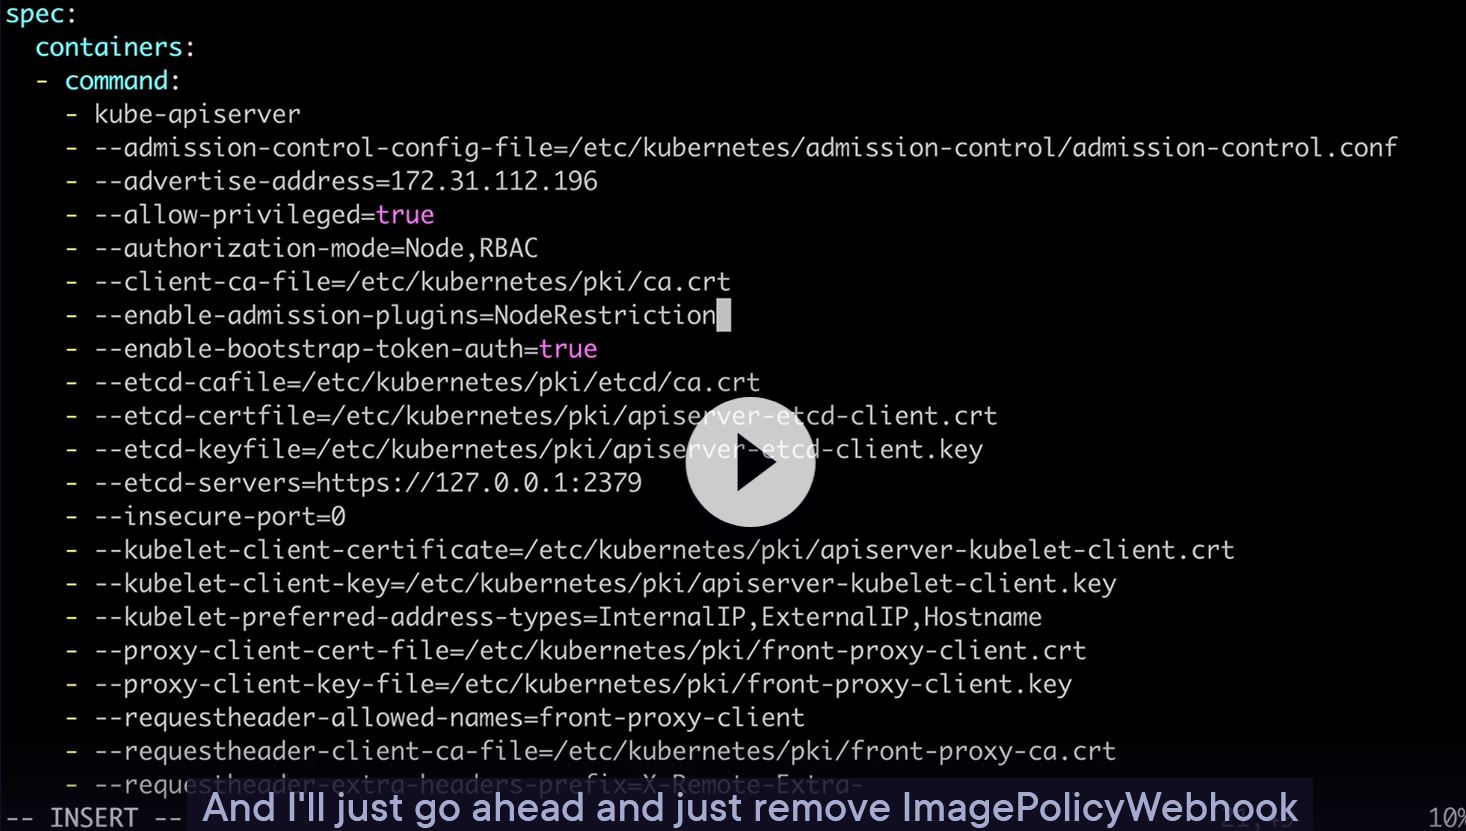 spec:
containers:
- command:
- kube-apiserver
- --admission-control-config-file=/etc/kubernetes/admission-control/admission-control.conf
- --advertise-address=172.31.112.196
- --allow-privileged=true
- --authorization-mode=Node,RBAC
- --client-ca-file=/etc/kubernetes/pki/ca.crt
- --enable-admission-plugins=NodeRestriction
- --enable-bootstrap-token-auth=true
- --etcd-cafile=/etc/kubernetes/pki/etcd/ca.crt
- --etcd-certfile=/etc/kubernetes/pki/apiserver-etcd-client.crt
- --etcd-keyfile=/etc/kubernetes/pki/apiserver-etcd-client.key
- --etcd-servers=https://127.0.0.1:2379
- --insecure-port=0
- --kubelet-client-certificate=/etc/kubernetes/pki/apiserver-kubelet-client.crt
- --kubelet-client-key=/etc/kubernetes/pki/apiserver-kubelet-client.key
- --kubelet-preferred-address-types=InternalIP,ExternalIP,Hostname
- --proxy-client-cert-file=/etc/kubernetes/pki/front-proxy-client.crt
- --proxy-client-key-file=/etc/kubernetes/pki/front-proxy-client.key
- --requestheader-allowed-names=front-proxy-client
- --requestheader-client-ca-file=/etc/kubernetes/pki/front-proxy-ca.crt
- --requestheader-extra-headers-prefix=X-Remote-Extra-
And I'll just go ahead and just remove ImagePolicyWebhook
-- INSERT -- 10%